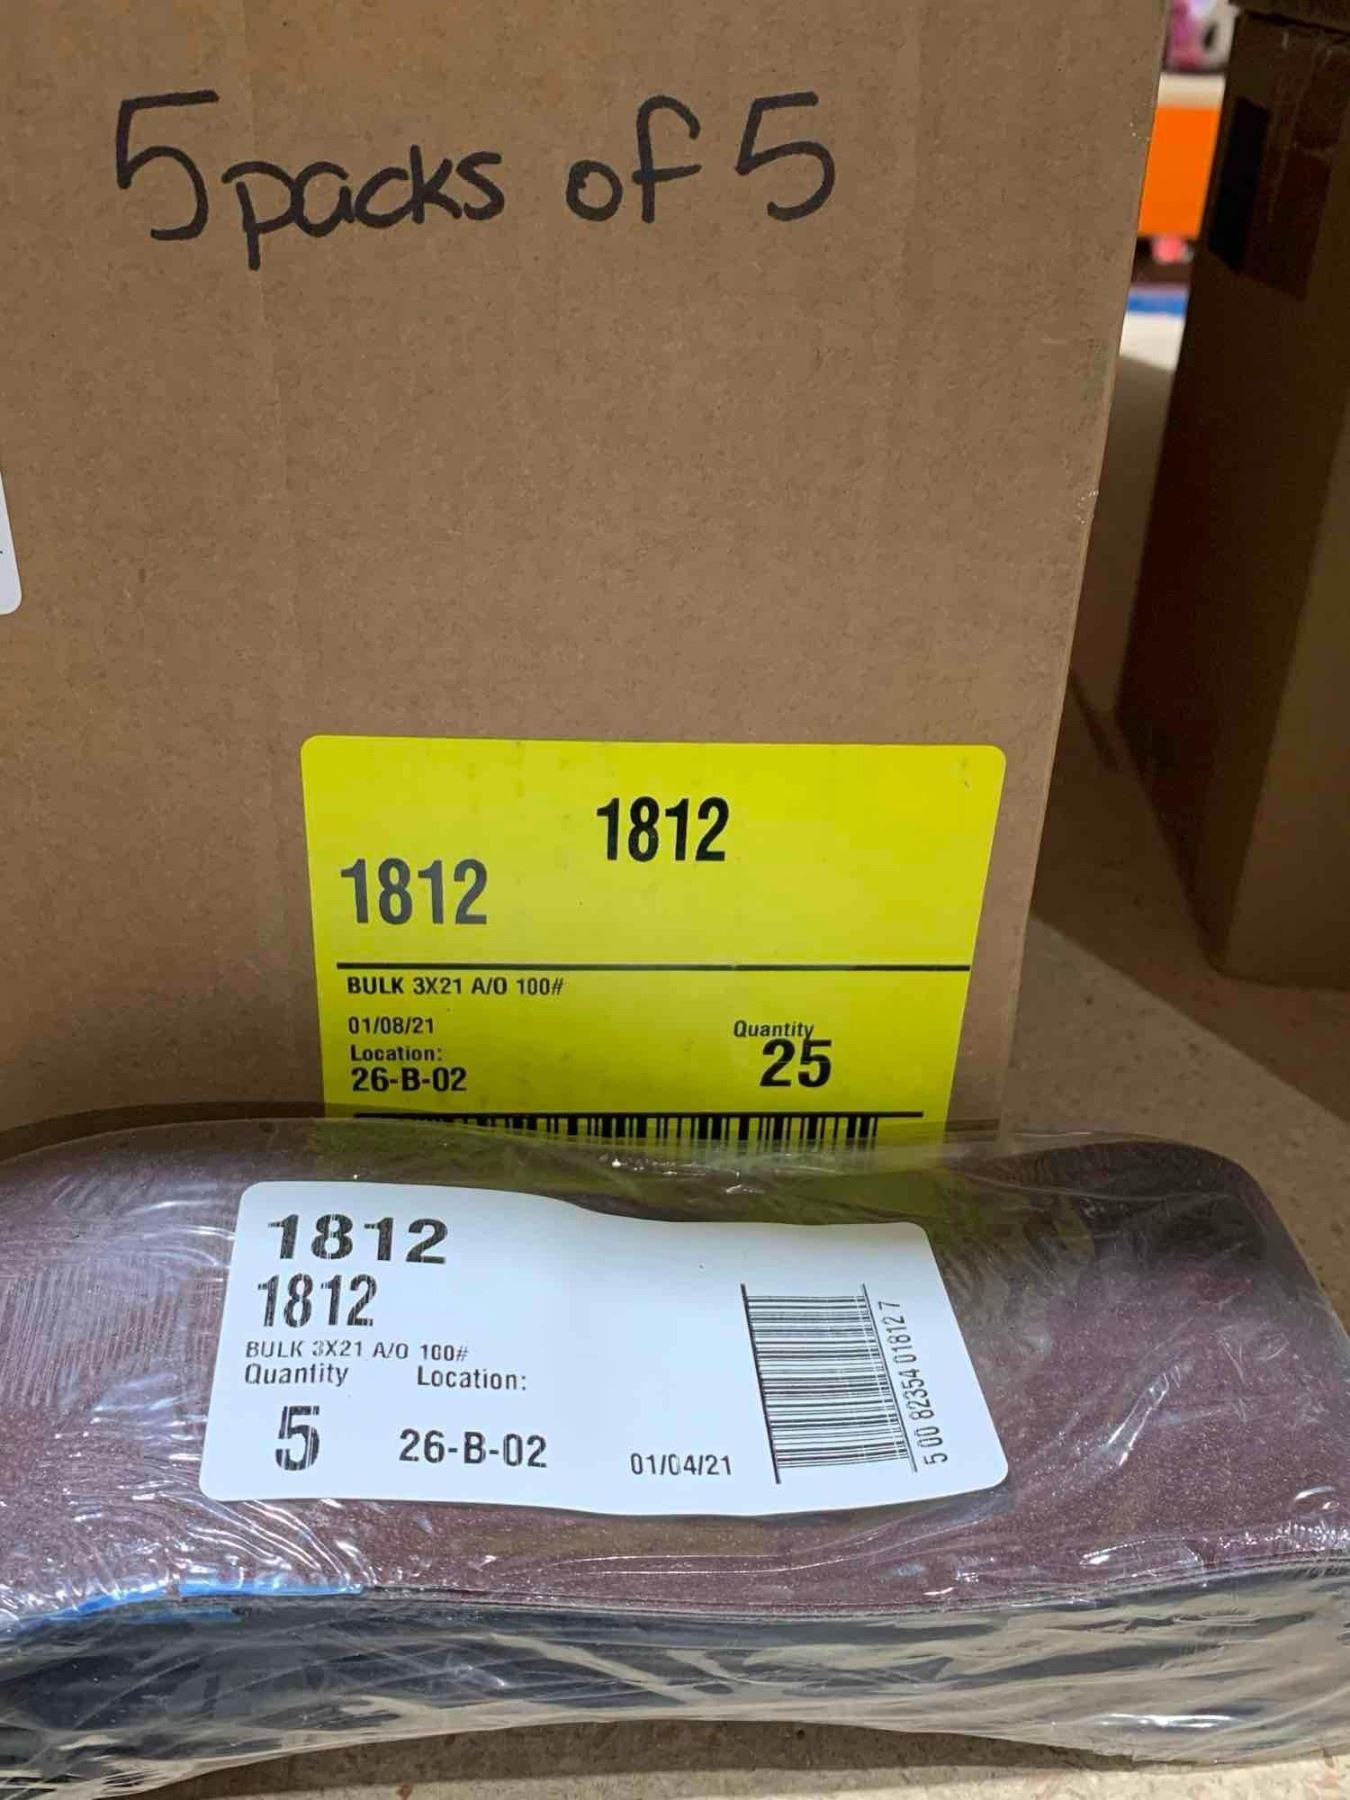 5 packs of 5
1812
1812
BULK 3X21 A/O 100#
01/08/21
Quantity
Location:
25
26-B-02
1812
1812
BULK 3X21 A/O 100#
Quantity Location:
5 26-B-02 01/04/21
5 00 82354 01812 7